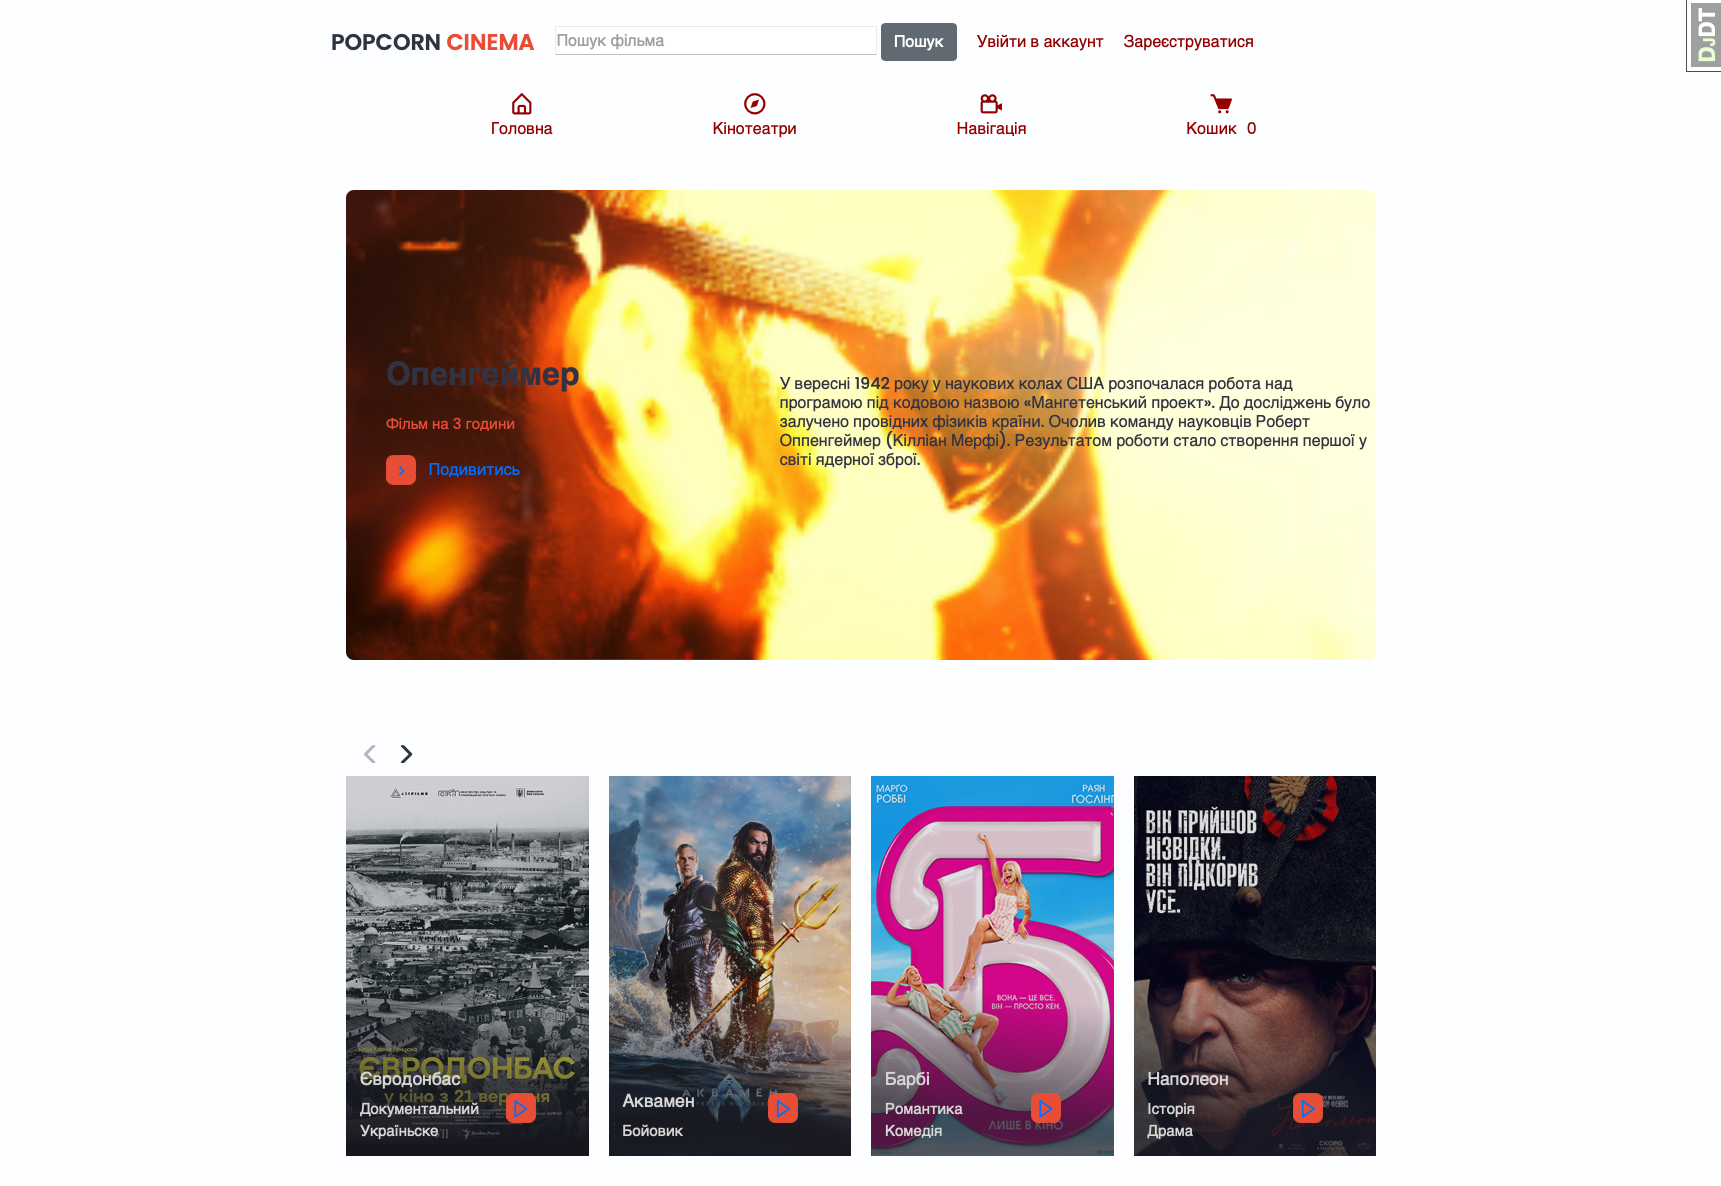 POPCORN CINEMA
Пошук фільма
Пошук
Увійти в аккаунт
Зареєструватися
DJDT
Головна
Кінотеатри
Навігація
Кошик 0
Опенгеймер
Фільм на 3 години
Подивитись
У вересні 1942 року у наукових колах США розпочалася робота над
програмою під кодовою назвою «Мангетенський проект». До досліджень було
залучено провідних фізиків країни. Очолив команду науковців Роберт
Оппенгеймер (Кілліан Мерфі). Результатом роботи стало створення першої у
світі ядерної зброї.
ЄВРОДОНБАС
у кіно з 21 вересня
Євродонбас
Документальний
Українське
АКВАМЕН
Аквамен
Бойовик
МАРҐО
РОББІ
РАЯН
ҐОСЛІНГ
ВОНА — ЦЕ ВСЕ.
ВІН — ПРОСТО КЕН.
Барбі
Романтика
Комедія
ЛИШЕ В КІНО
ВІН ПРИЙШОВ
НІЗВІДКИ.
ВІН ПІДКОРИВ
УСЕ.
Наполеон
Історія
Драма
СКОРО